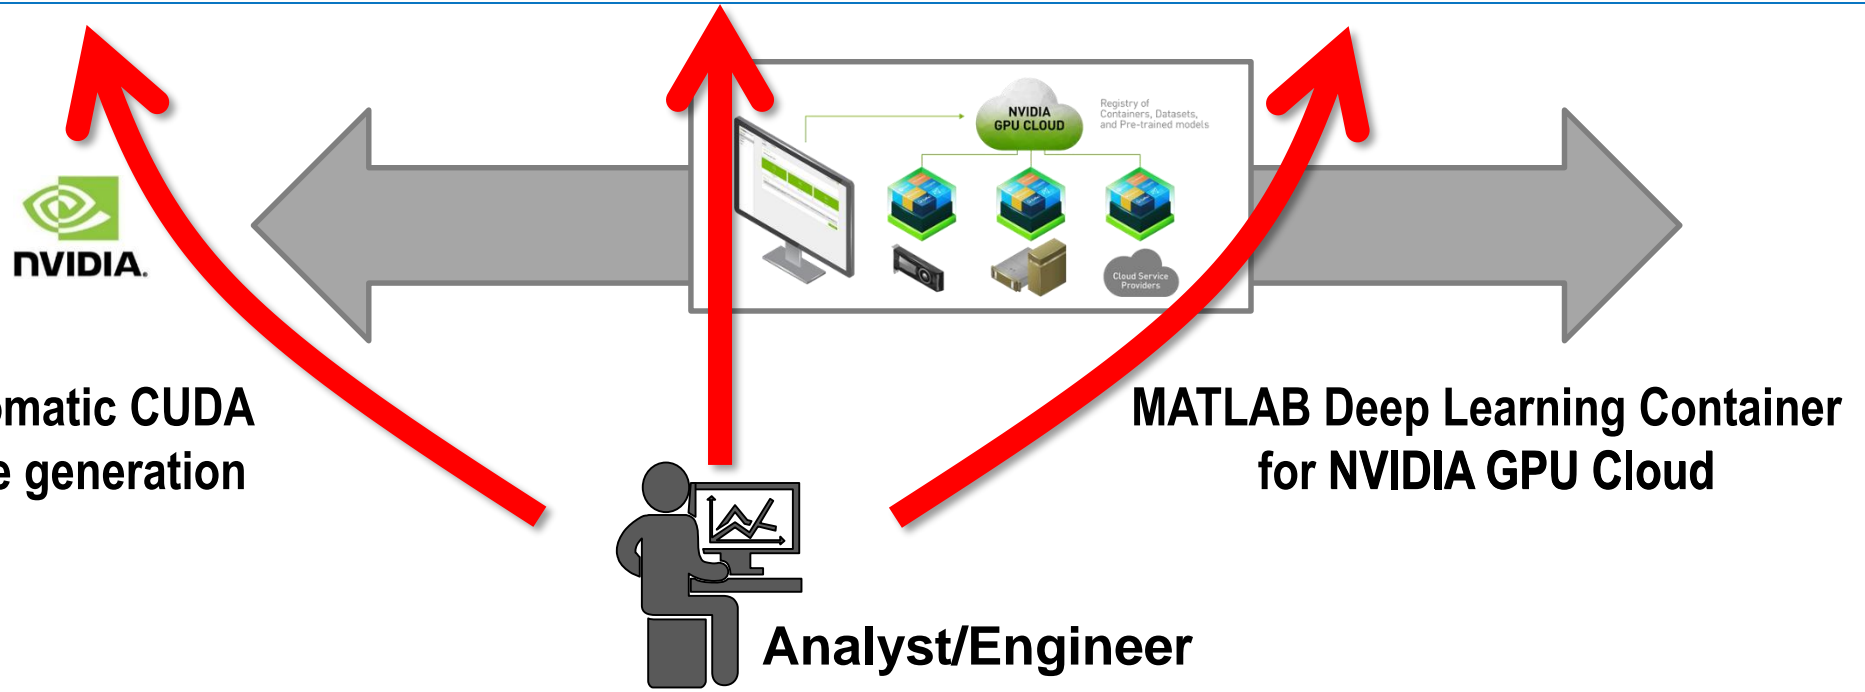 NVIDIA
GPU CLOUD
Registry of
Containers, Datasets,
and Pre-trained models
Cloud Service
Providers
NVIDIA.
omatic CUDA
e generation
MATLAB Deep Learning Container
for NVIDIA GPU Cloud
Analyst/Engineer